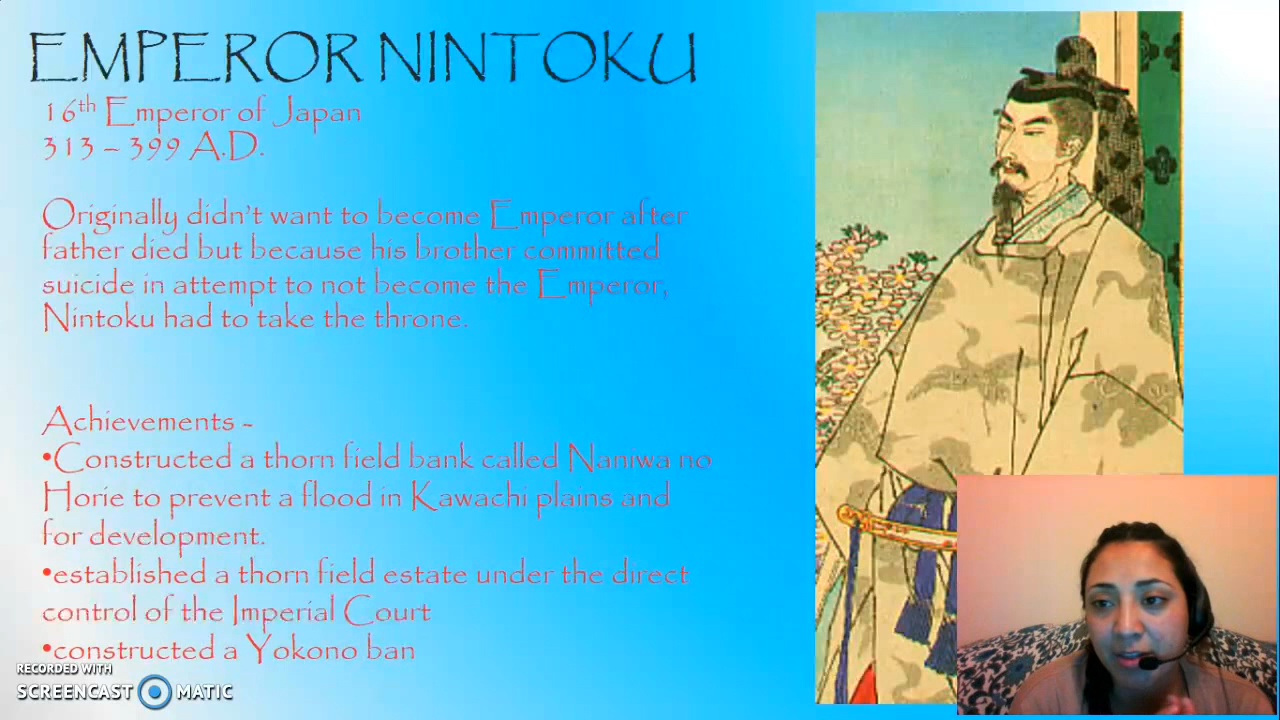 EMPEROR NINTOKU
16th Emperor of Japan
313 – 399 A.D.
Originally didn't want to become Emperor after
father died but because his brother committed
suicide in attempt to not become the Emperor,
Nintoku had to take the throne.
Achievements -
•Constructed a thorn field bank called Naniwa no
Horie to prevent a flood in Kawachi plains and
for development.
•established a thorn field estate under the direct
control of the Imperial Court
•constructed a Yokono ban
RECORDED WITH
SCREENCAST MATIC